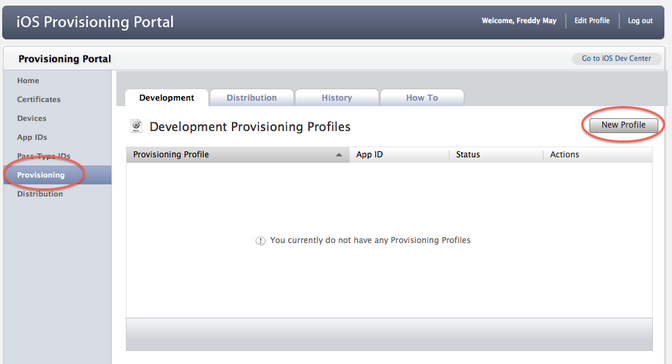 iOS Provisioning Portal
Welcome, Freddy May
Edit Profile
Log out
Provisioning Portal
Go to iOS Dev Center
Home
Certificates
Devices
App IDs
Pass Type IDs
Provisioning
Distribution
Development
Distribution
History
How To
Development Provisioning Profiles
New Profile
Provisioning Profile
App ID
Status
Actions
You currently do not have any Provisioning Profiles